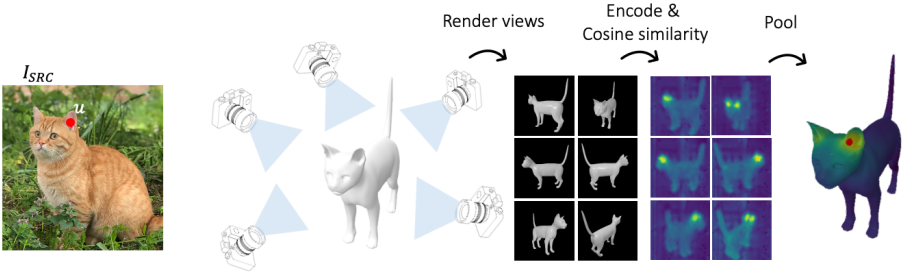 Render views
Encode &
Cosine similarity
Pool
I_SRC
u